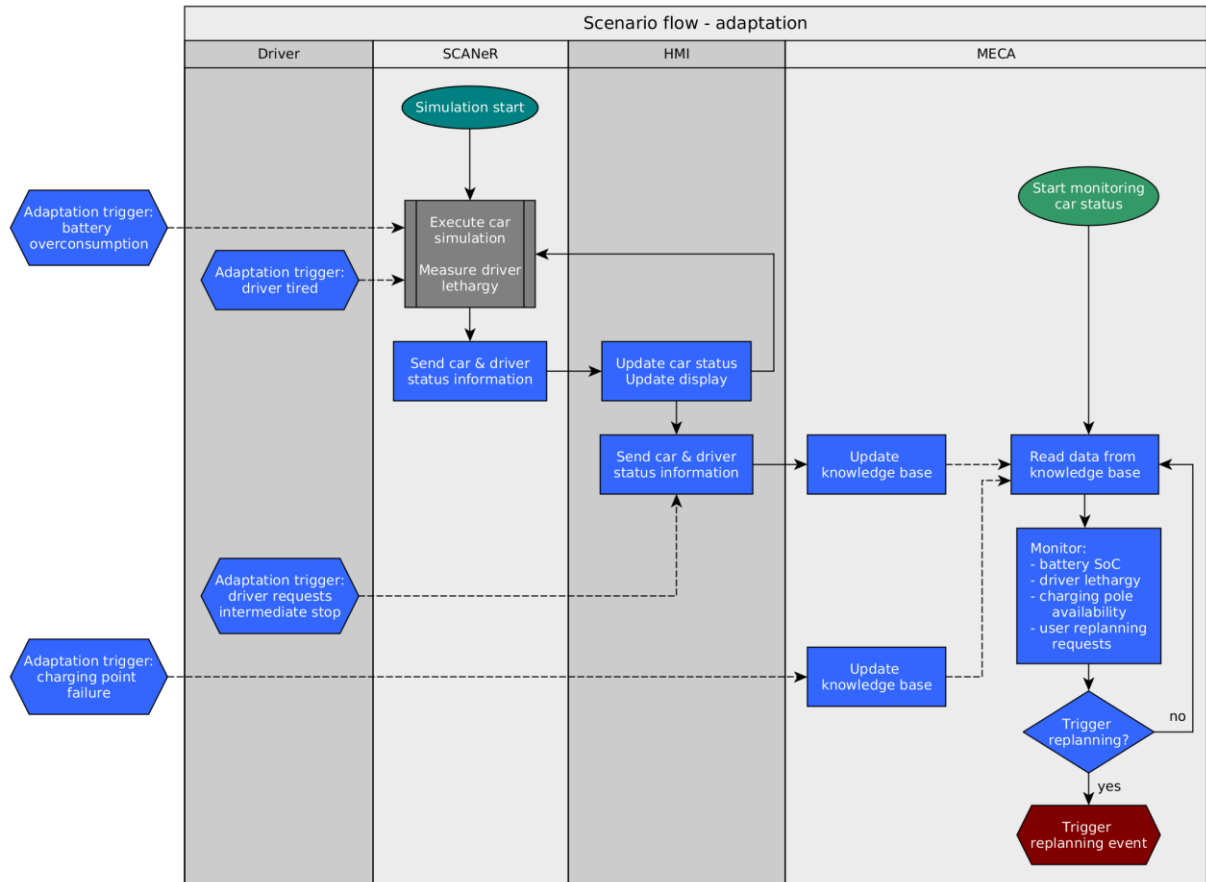 Scenario flow - adaptation
Driver
SCANeR
HMI
MECA
Simulation start
Start monitoring
car status
Adaptation trigger:
battery
overconsumption
Execute car
simulation
Measure driver
lethargy
Adaptation trigger:
driver tired
Send car & driver
status information
Update car status
Update display
Send car & driver
status information
Update
knowledge base
Read data from
knowledge base
Monitor:
- battery SoC
- driver lethargy
- charging pole
availability
- user replanning
requests
Adaptation trigger:
driver requests
intermediate stop
Adaptation trigger:
charging point
failure
Update
knowledge base
Trigger
replanning?
no
yes
Trigger
replanning event